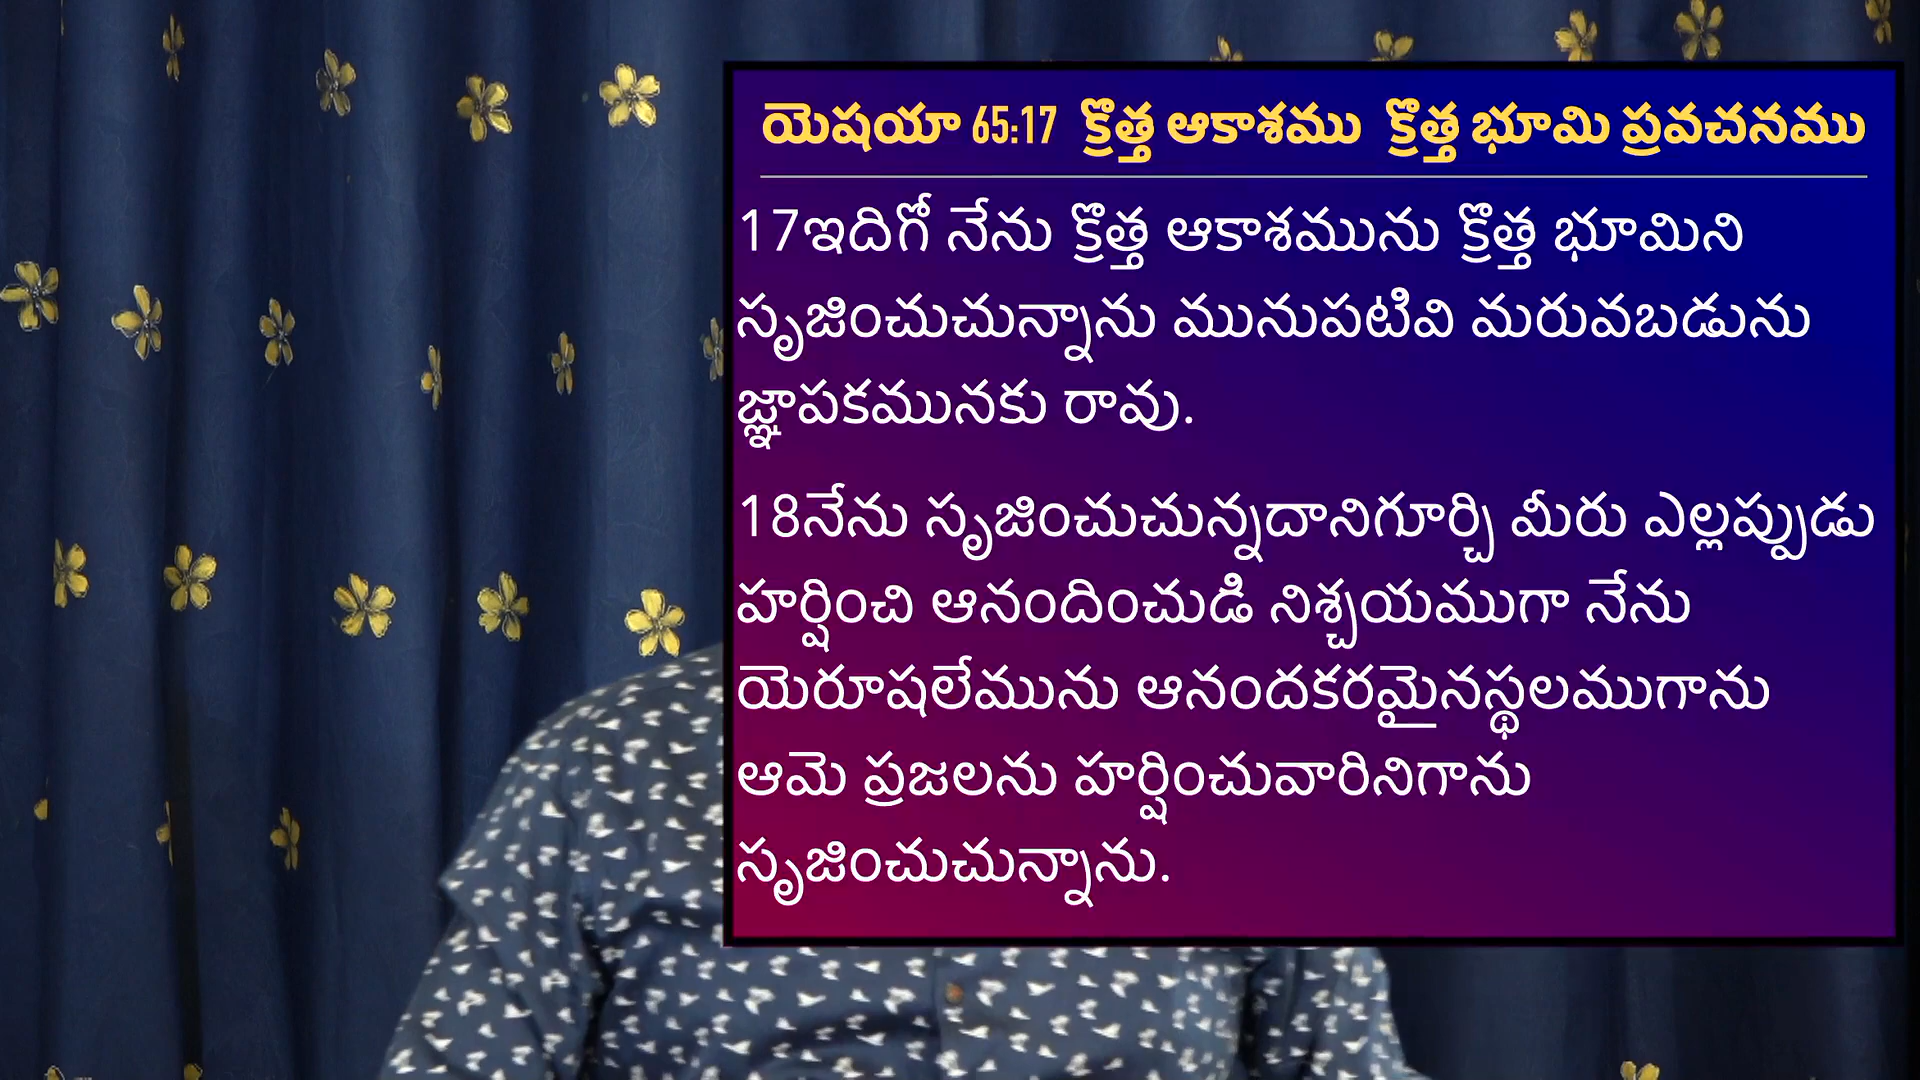 యెషయా 65:17 క్రొత్త ఆకాశము క్రొత్త భూమి ప్రవచనము
17ఇదిగో నేను క్రొత్త ఆకాశమును క్రొత్త భూమిని
సృజించుచున్నాను మునుపటివి మరువబడును
జ్ఞాపకమునకు రావు.
18నేను సృజించుచున్నదానిగూర్చి మీరు ఎల్లప్పుడు
హర్షించి ఆనందించుడి నిశ్చయముగా నేను
యెరూషలేమును ఆనందకరమైనస్థలముగాను
ఆమె ప్రజలను హర్షించువారినిగాను
సృజించుచున్నాను.